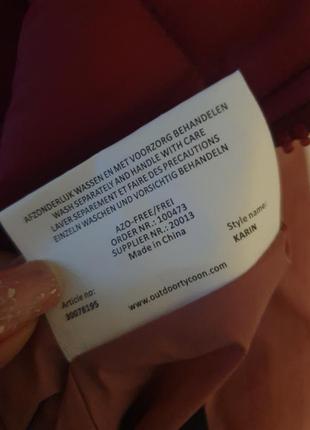 AFZONDERLIJK WASSEN EN MET VOORZORG BEHANDELEN
WASH SEPARATELY AND HANDLE WITH CARE
LAVER SEPAREMENT ET FAIRE DES PRECAUTIONS
EINZELN WASCHEN UND VORSICHTIG BEHANDELN
AZO-FREE/FREI
ORDER NR.: 100473
SUPPLIER NR.: 20013
Made in China
Style name:
KARIN
Article no:
30078195
www.outdoortycoon.com